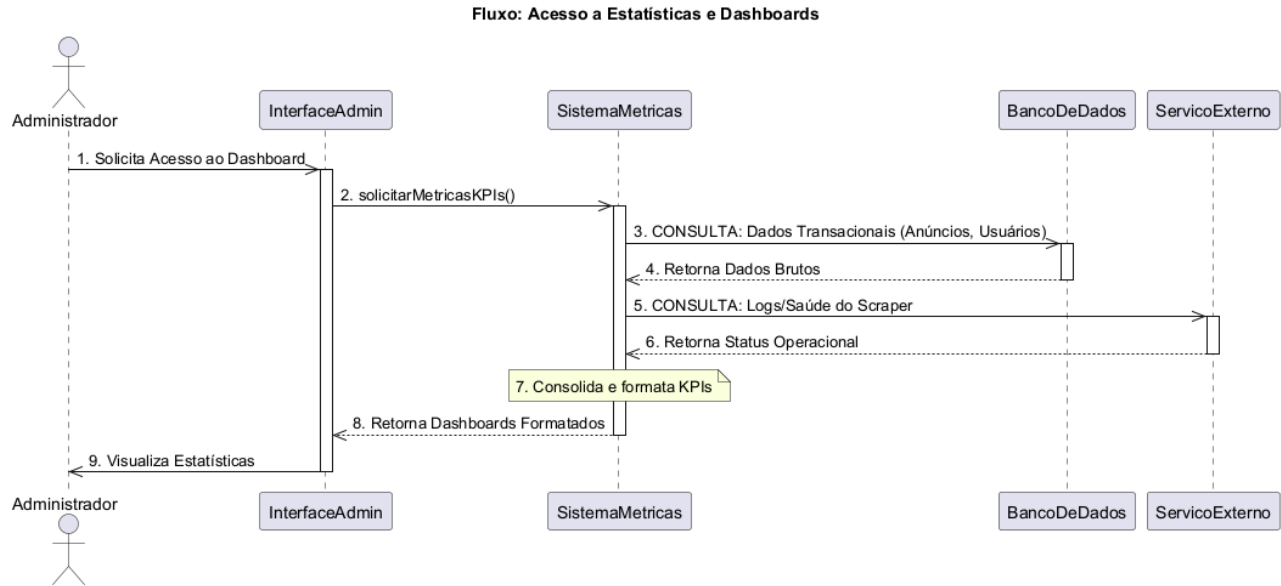 Fluxo: Acesso a Estatísticas e Dashboards
Administrador
InterfaceAdmin
SistemaMetricas
BancoDeDados
ServicoExterno
1. Solicita Acesso ao Dashboard
2. solicitarMetricasKPIs()
3. CONSULTA: Dados Transacionais (Anúncios, Usuários)
4. Retorna Dados Brutos
5. CONSULTA: Logs/Saúde do Scraper
6. Retorna Status Operacional
7. Consolida e formata KPIs
8. Retorna Dashboards Formatados
9. Visualiza Estatísticas
Administrador
InterfaceAdmin
SistemaMetricas
BancoDeDados
ServicoExterno